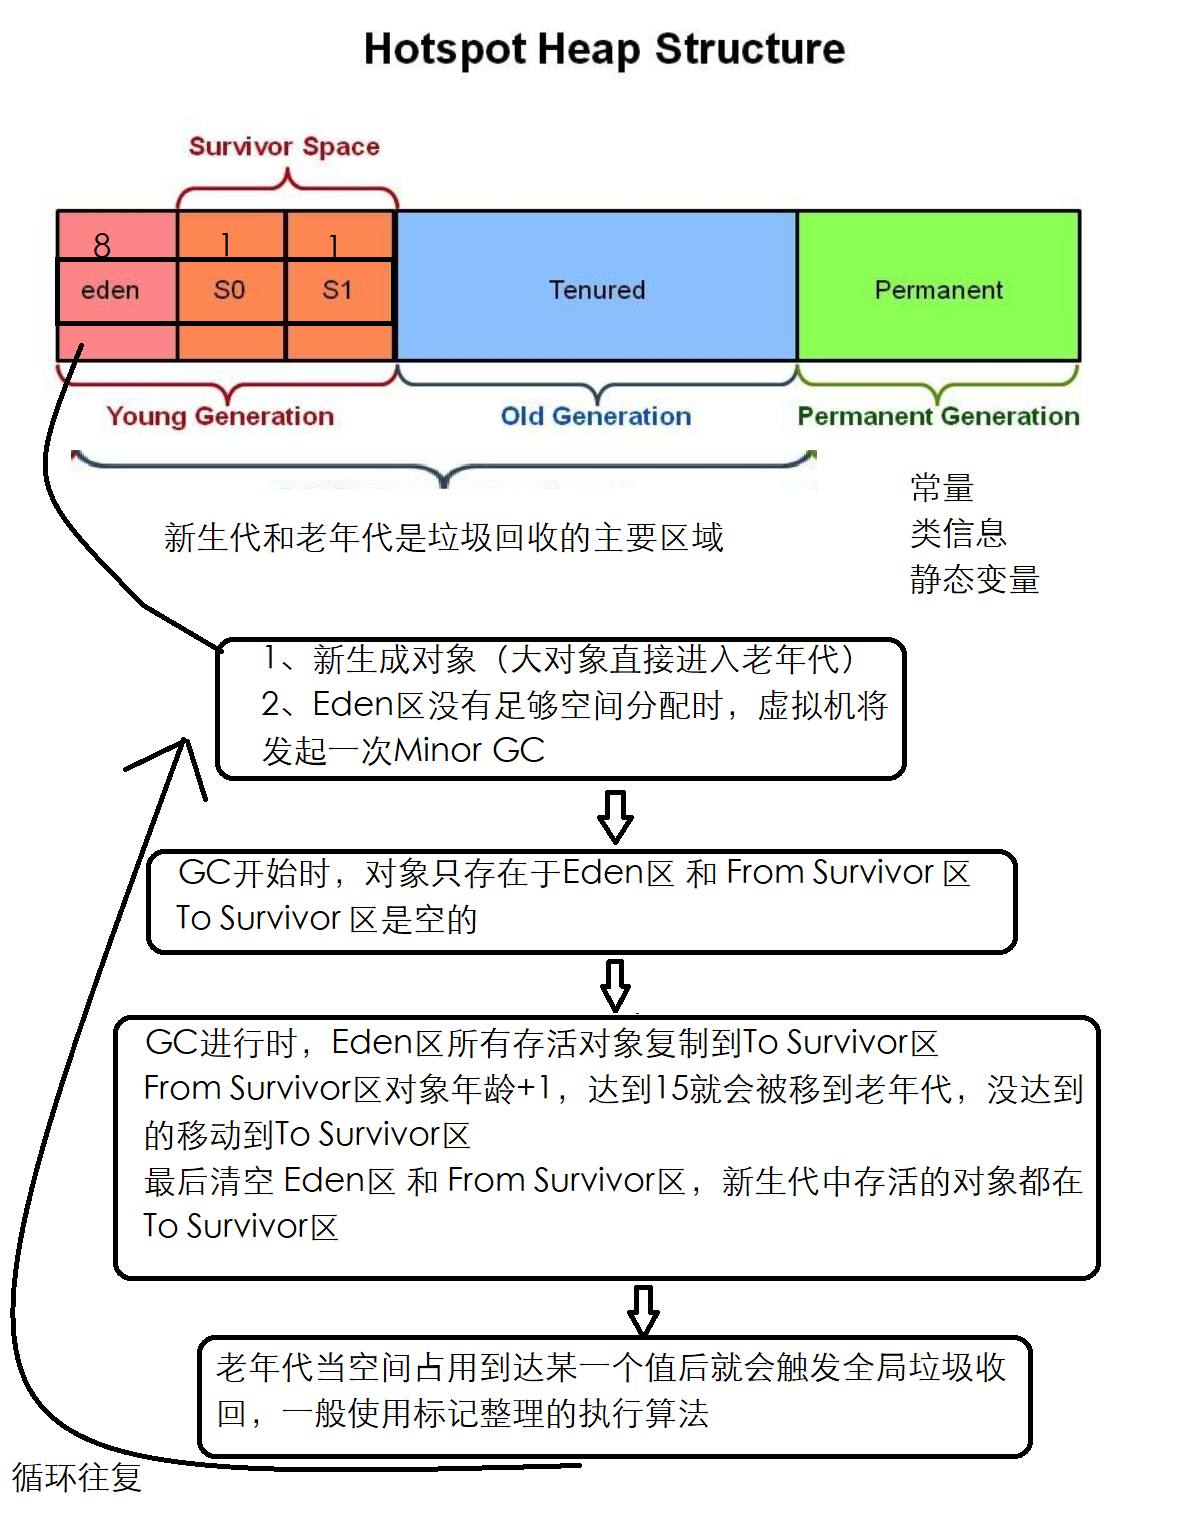 Hotspot Heap Structure
Survivor Space
8
1
1
eden
S0
S1
Tenured
Permanent
Young Generation
Old Generation
Permanent Generation
新生代和老年代是垃圾回收的主要区域
常量
类信息
静态变量
1、新生成对象（大对象直接进入老年代）
2、Eden区没有足够空间分配时，虚拟机将
发起一次Minor GC
GC开始时，对象只存在于Eden区 和 From Survivor 区
To Survivor 区是空的
GC进行时，Eden区所有存活对象复制到To Survivor区
From Survivor区对象年龄+1，达到15就会被移到老年代，没达到
的移动到To Survivor区
最后清空 Eden区 和 From Survivor区，新生代中存活的对象都在
To Survivor区
老年代当空间占用到达某一个值后就会触发全局垃圾收
回，一般使用标记整理的执行算法
循环往复